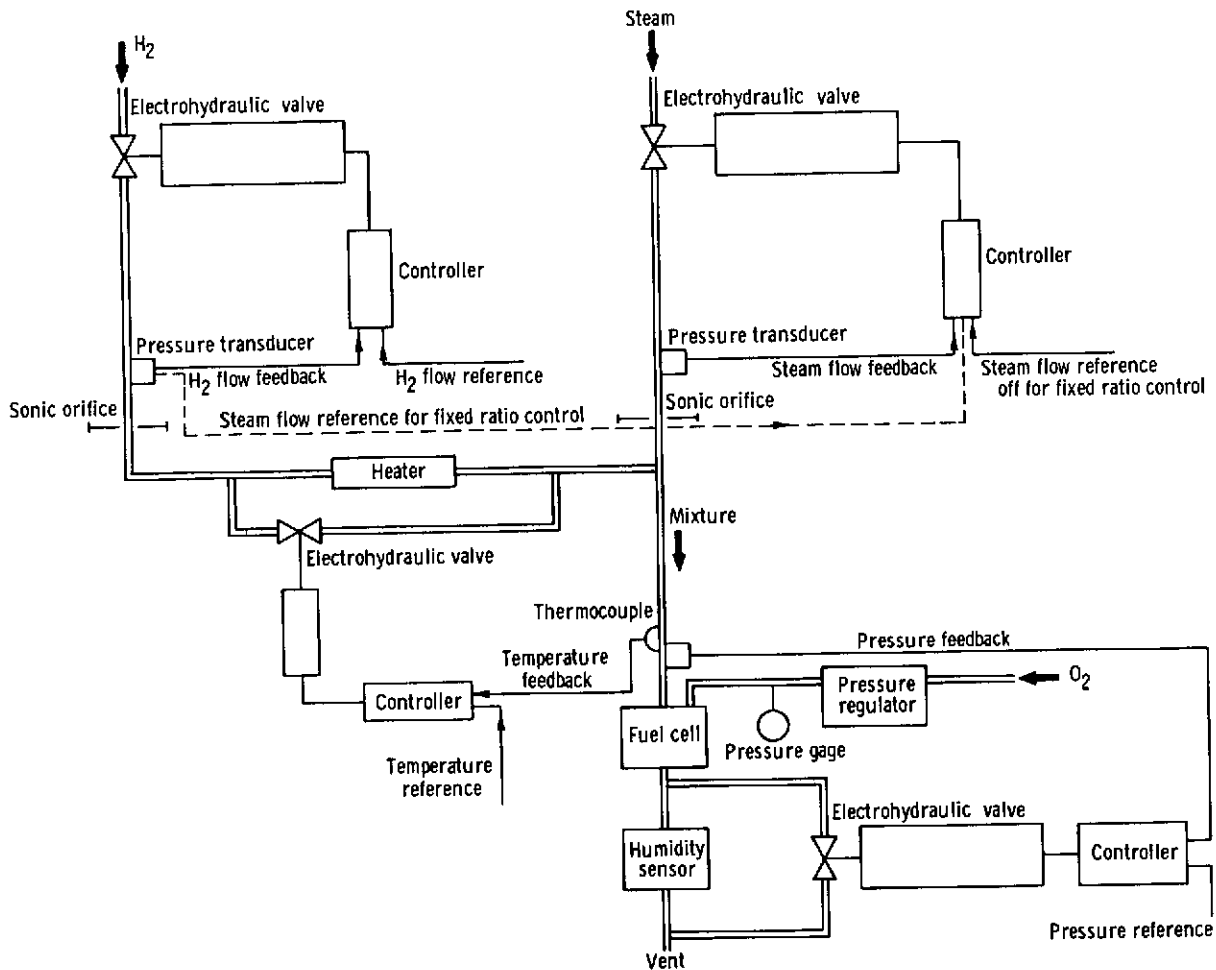 H2
Steam
Electrohydraulic valve
Electrohydraulic valve
Controller
Controller
Pressure transducer
Pressure transducer
H2 flow feedback
H2 flow reference
Steam flow feedback
Steam flow reference
off for fixed ratio control
Sonic orifice
Steam flow reference for fixed ratio control
Sonic orifice
Heater
Mixture
Electrohydraulic valve
Thermocouple
Temperature
feedback
Pressure feedback
Controller
Pressure
regulator
O2
Fuel cell
Pressure gage
Temperature
reference
Electrohydraulic valve
Humidity
sensor
Controller
Pressure reference
Vent